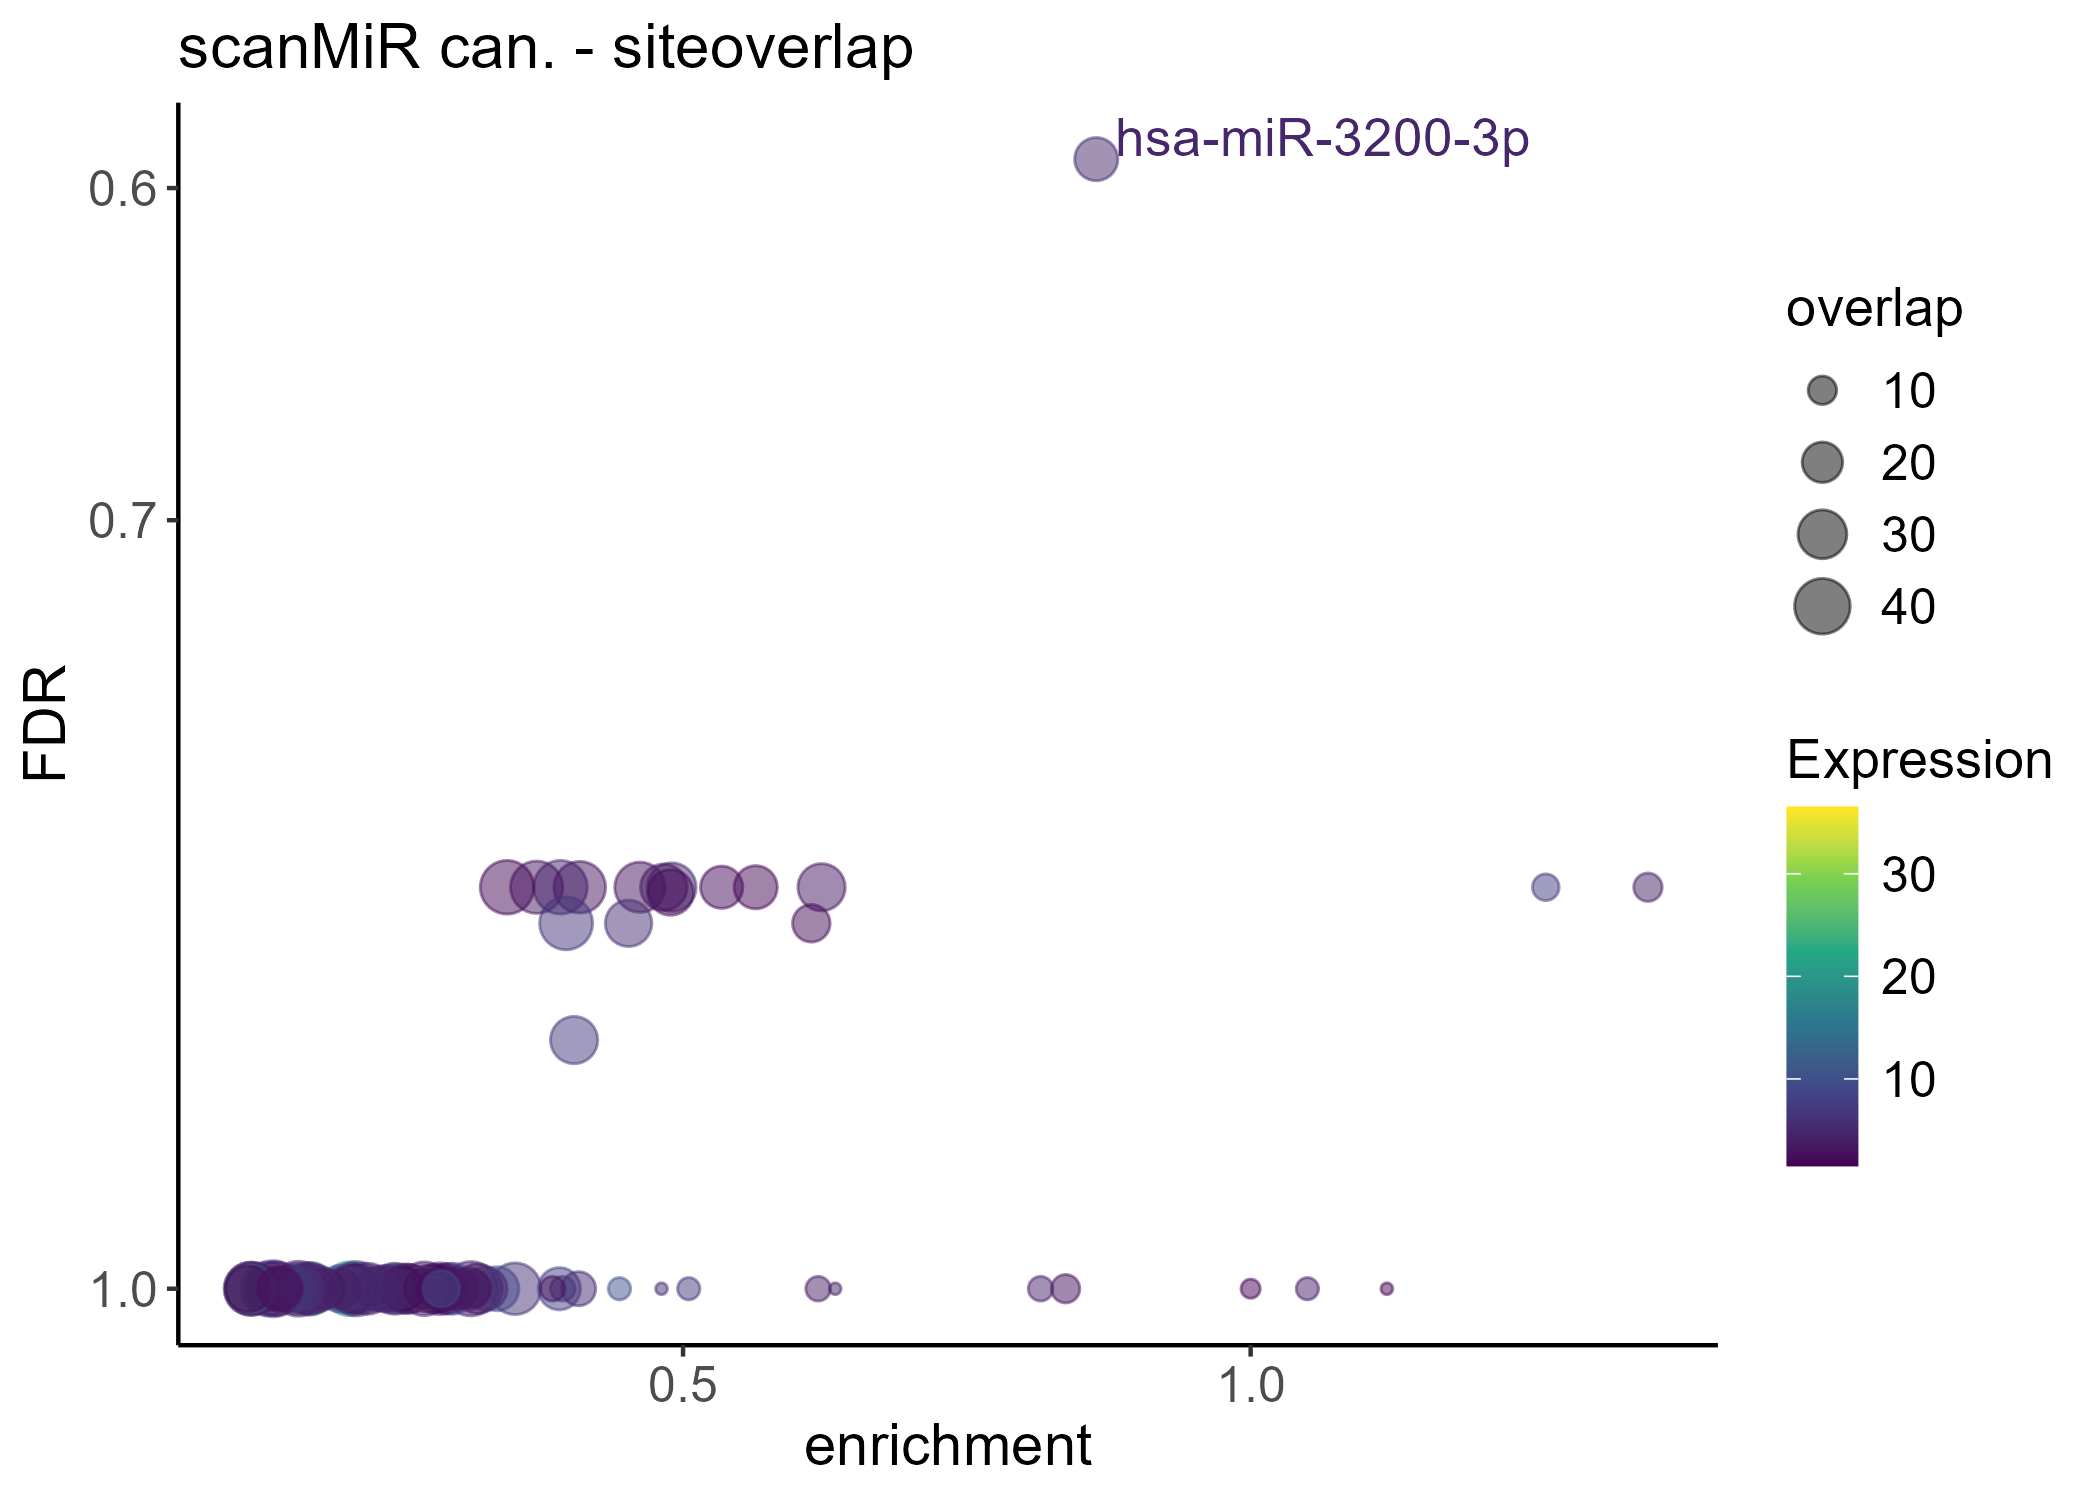 scanMiR can. - siteoverlap
hsa-miR-3200-3p
0.6
0.7
1.0
FDR
0.5
1.0
enrichment
overlap
10
20
30
40
Expression
30
20
10